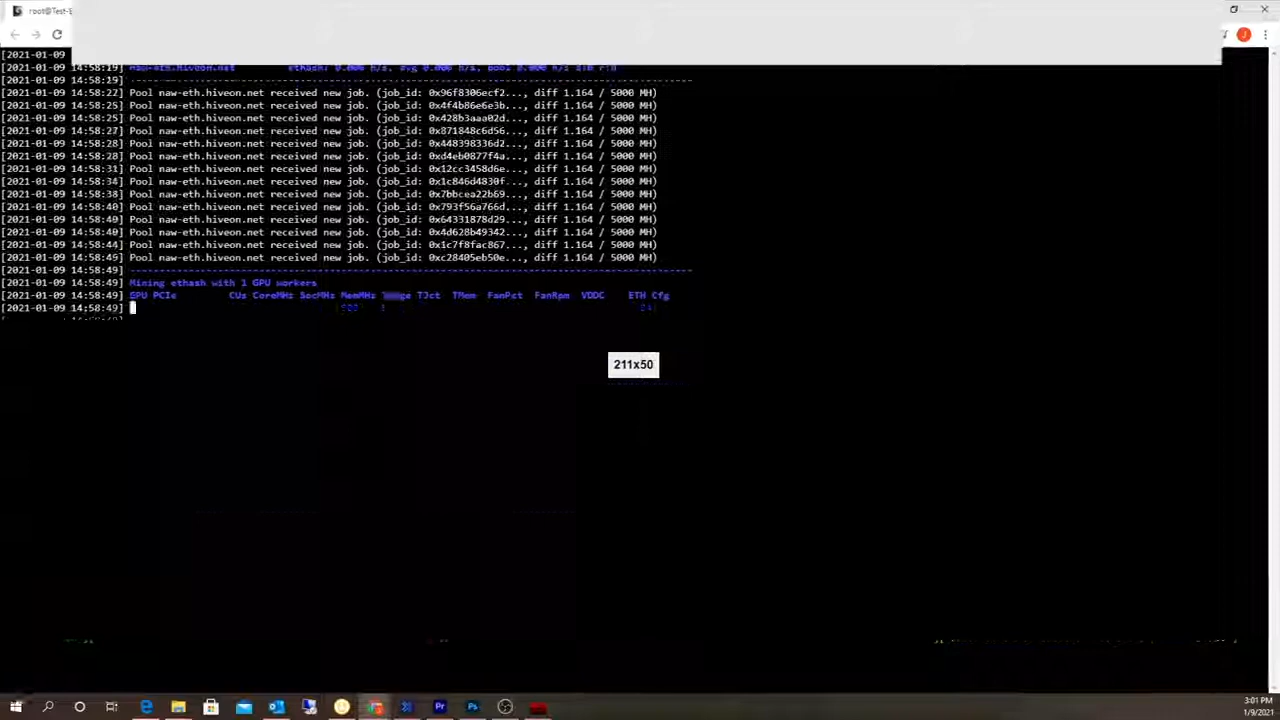 root@Test-
[2021-01-09
[2021-01-09 14:58:19] naw-eth.hiveon.net ethash: 0.000 h/s, avg 0.000 h/s, pool 0.000 h/s
[2021-01-09 14:58:19] --------------------------------------------------------------------------------
[2021-01-09 14:58:22] Pool naw-eth.hiveon.net received new job. (job_id: 0x96f8306ecf2..., diff 1.164 / 5000 MH)
[2021-01-09 14:58:25] Pool naw-eth.hiveon.net received new job. (job_id: 0x4f4b86e6e3b..., diff 1.164 / 5000 MH)
[2021-01-09 14:58:25] Pool naw-eth.hiveon.net received new job. (job_id: 0x428b3aaa02d..., diff 1.164 / 5000 MH)
[2021-01-09 14:58:27] Pool naw-eth.hiveon.net received new job. (job_id: 0x871848c6d56..., diff 1.164 / 5000 MH)
[2021-01-09 14:58:28] Pool naw-eth.hiveon.net received new job. (job_id: 0x448398336d2..., diff 1.164 / 5000 MH)
[2021-01-09 14:58:28] Pool naw-eth.hiveon.net received new job. (job_id: 0xd4eb0877f4a..., diff 1.164 / 5000 MH)
[2021-01-09 14:58:31] Pool naw-eth.hiveon.net received new job. (job_id: 0x12cc3458d6e..., diff 1.164 / 5000 MH)
[2021-01-09 14:58:34] Pool naw-eth.hiveon.net received new job. (job_id: 0x1c846d4830f..., diff 1.164 / 5000 MH)
[2021-01-09 14:58:38] Pool naw-eth.hiveon.net received new job. (job_id: 0x7bbcea22b69..., diff 1.164 / 5000 MH)
[2021-01-09 14:58:40] Pool naw-eth.hiveon.net received new job. (job_id: 0x793f56a766d..., diff 1.164 / 5000 MH)
[2021-01-09 14:58:40] Pool naw-eth.hiveon.net received new job. (job_id: 0x64331878d29..., diff 1.164 / 5000 MH)
[2021-01-09 14:58:40] Pool naw-eth.hiveon.net received new job. (job_id: 0x4d628b49342..., diff 1.164 / 5000 MH)
[2021-01-09 14:58:44] Pool naw-eth.hiveon.net received new job. (job_id: 0x1c7f8fac867..., diff 1.164 / 5000 MH)
[2021-01-09 14:58:49] Pool naw-eth.hiveon.net received new job. (job_id: 0xc28405eb50e..., diff 1.164 / 5000 MH)
[2021-01-09 14:58:49] --------------------------------------------------------------------------------
[2021-01-09 14:58:49] Mining ethash with 1 GPU workers
[2021-01-09 14:58:49] GPU PCIe CUs CoreMHz SocMHz MemMHz TJct TMem FanPct FanRpm VDDC ETH Cfg
[2021-01-09 14:58:49]
211x50
3:01 PM
1/9/2021